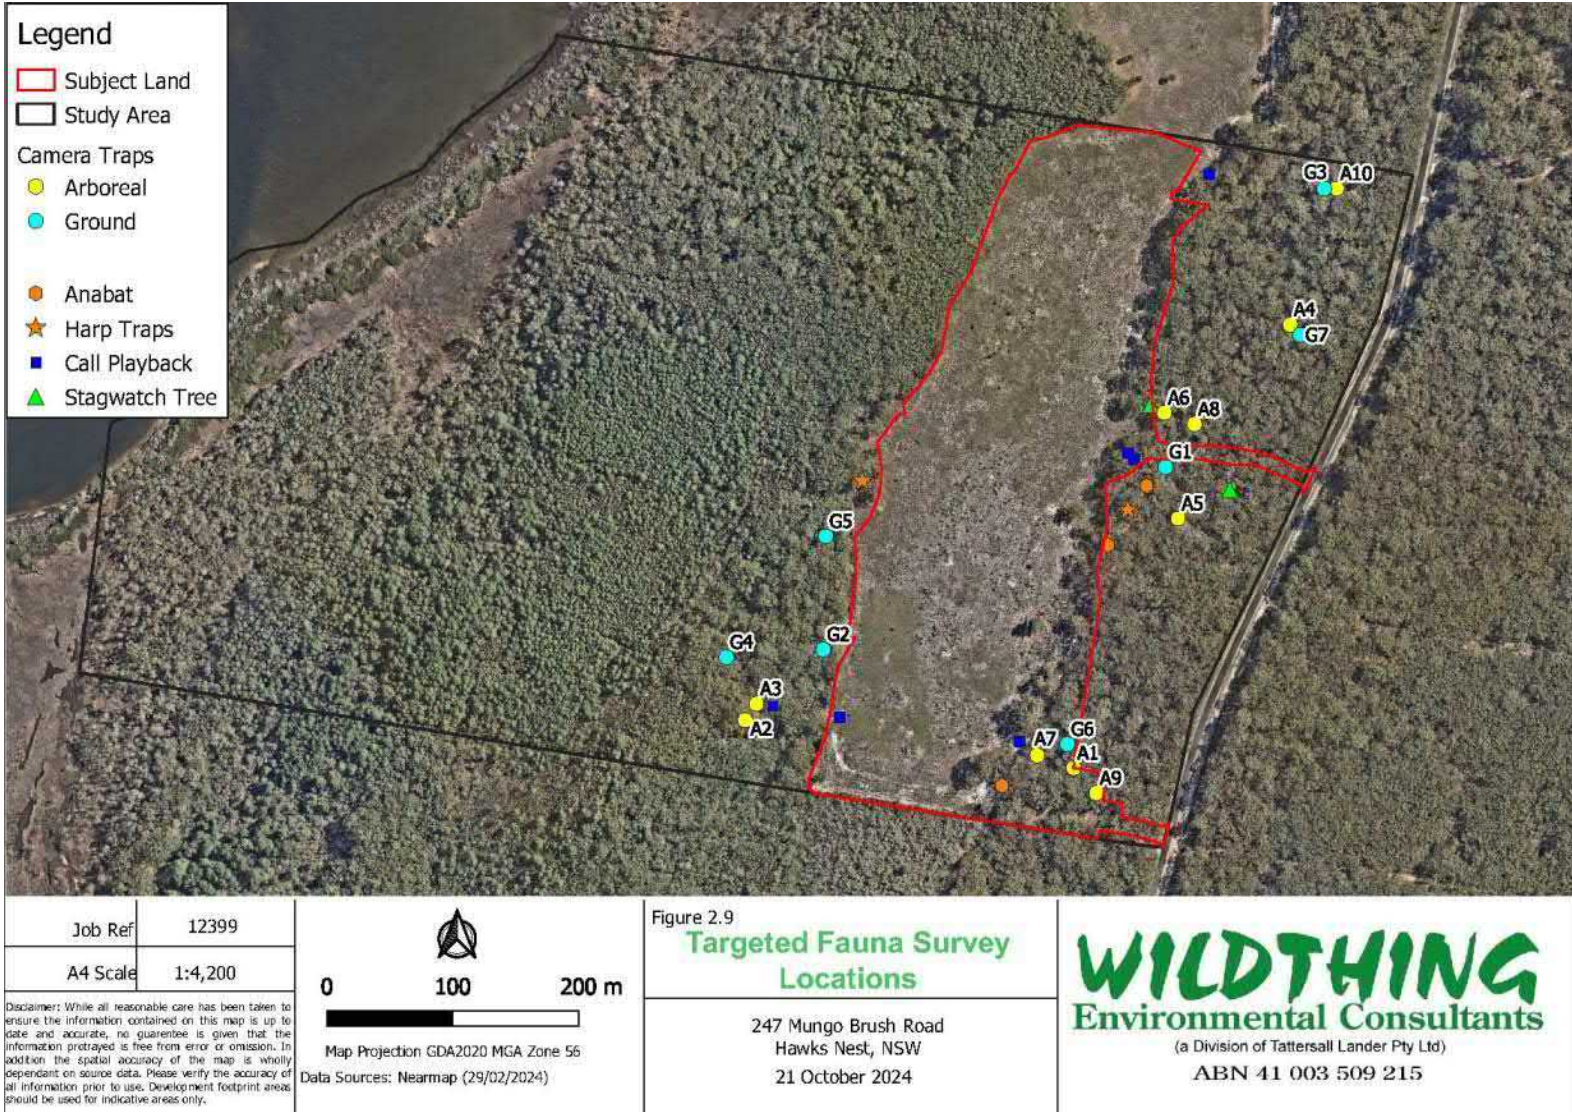 Legend
Subject Land
Study Area
Camera Traps
Arboreal
Ground
Anabat
Harp Traps
Call Playback
Stagwatch Tree
G3 A10
A4
G7
A6
A8
G1
A5
G5
G2
G4
A3
A2
G6
A7
A1
A9
Job Ref 12399
A4 Scale 1:4,200
Disclaimer: While all reasonable care has been taken to
ensure the information contained on this map is up to
date and accurate, no guarentee is given that the
information protrayed is free from error or omission. In
addition the spatial accuracy of the map is wholly
dependant on source data. Please verify the accuracy of
all information prior to use. Development footprint areas
should be used for indicative areas only.
0 100 200 m
Map Projection GDA2020 MGA Zone 56
Data Sources: Nearmap (29/02/2024)
Figure 2.9
Targeted Fauna Survey
Locations
247 Mungo Brush Road
Hawks Nest, NSW
21 October 2024
WILDTHING
Environmental Consultants
(a Division of Tattersall Lander Pty Ltd)
ABN 41 003 509 215